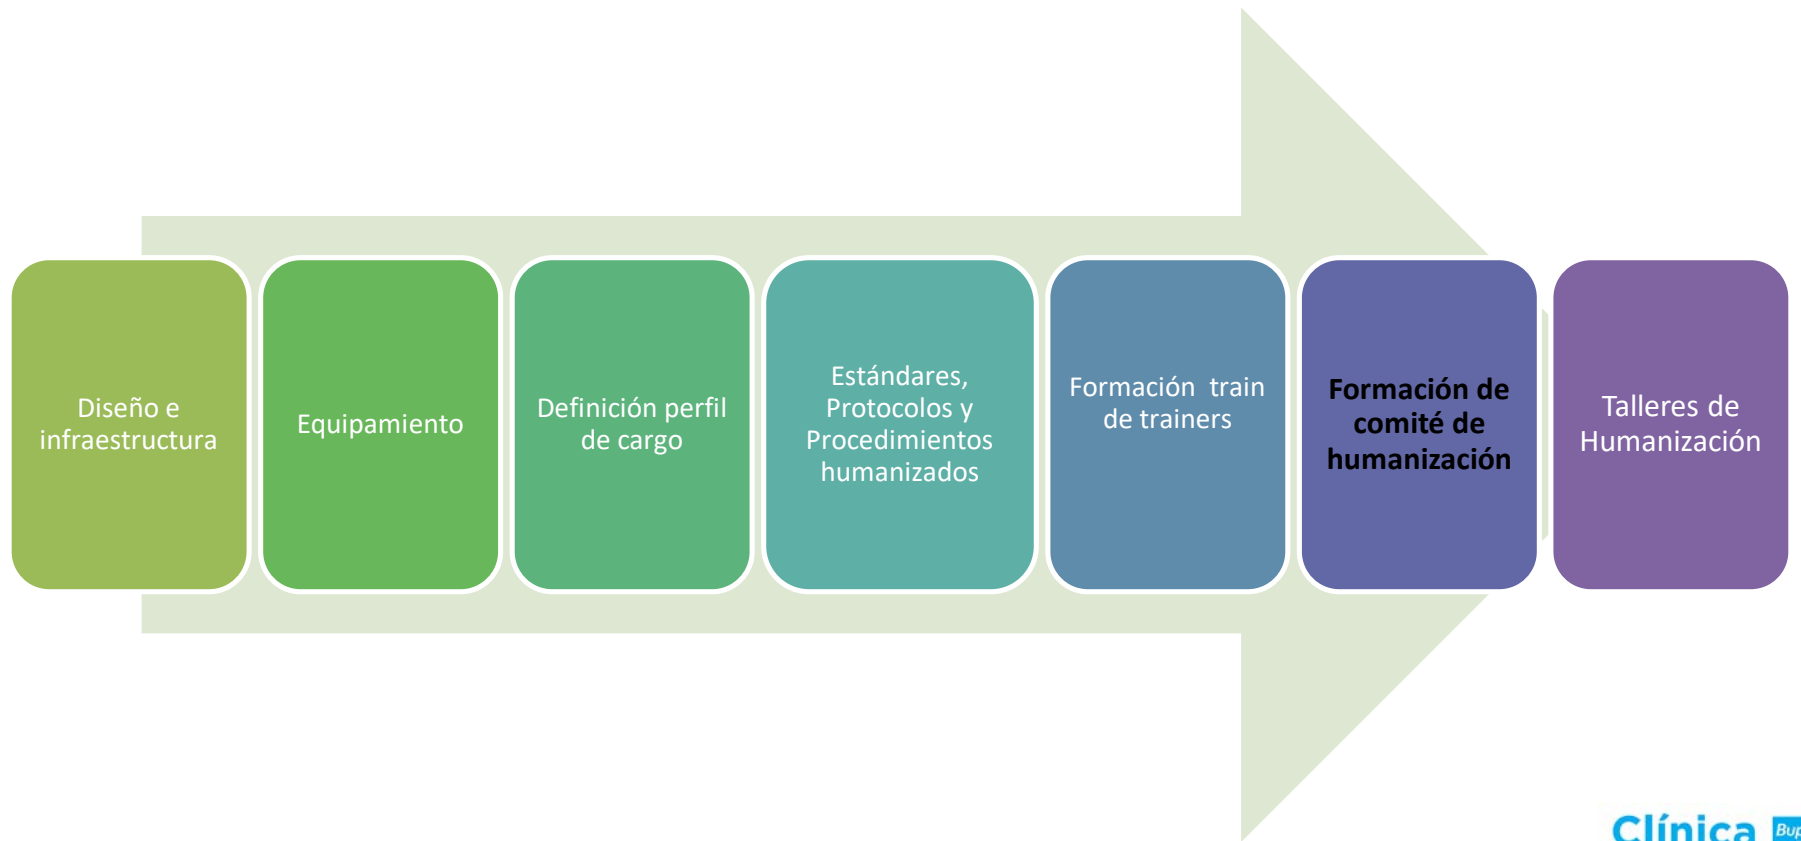 Diseño e
infraestructura
Equipamiento
Definición perfil
de cargo
Estándares,
Protocolos y
Procedimientos
humanizados
Formación  train
de trainers
Formación de
comité de
humanización
Talleres de
Humanización
Clínica